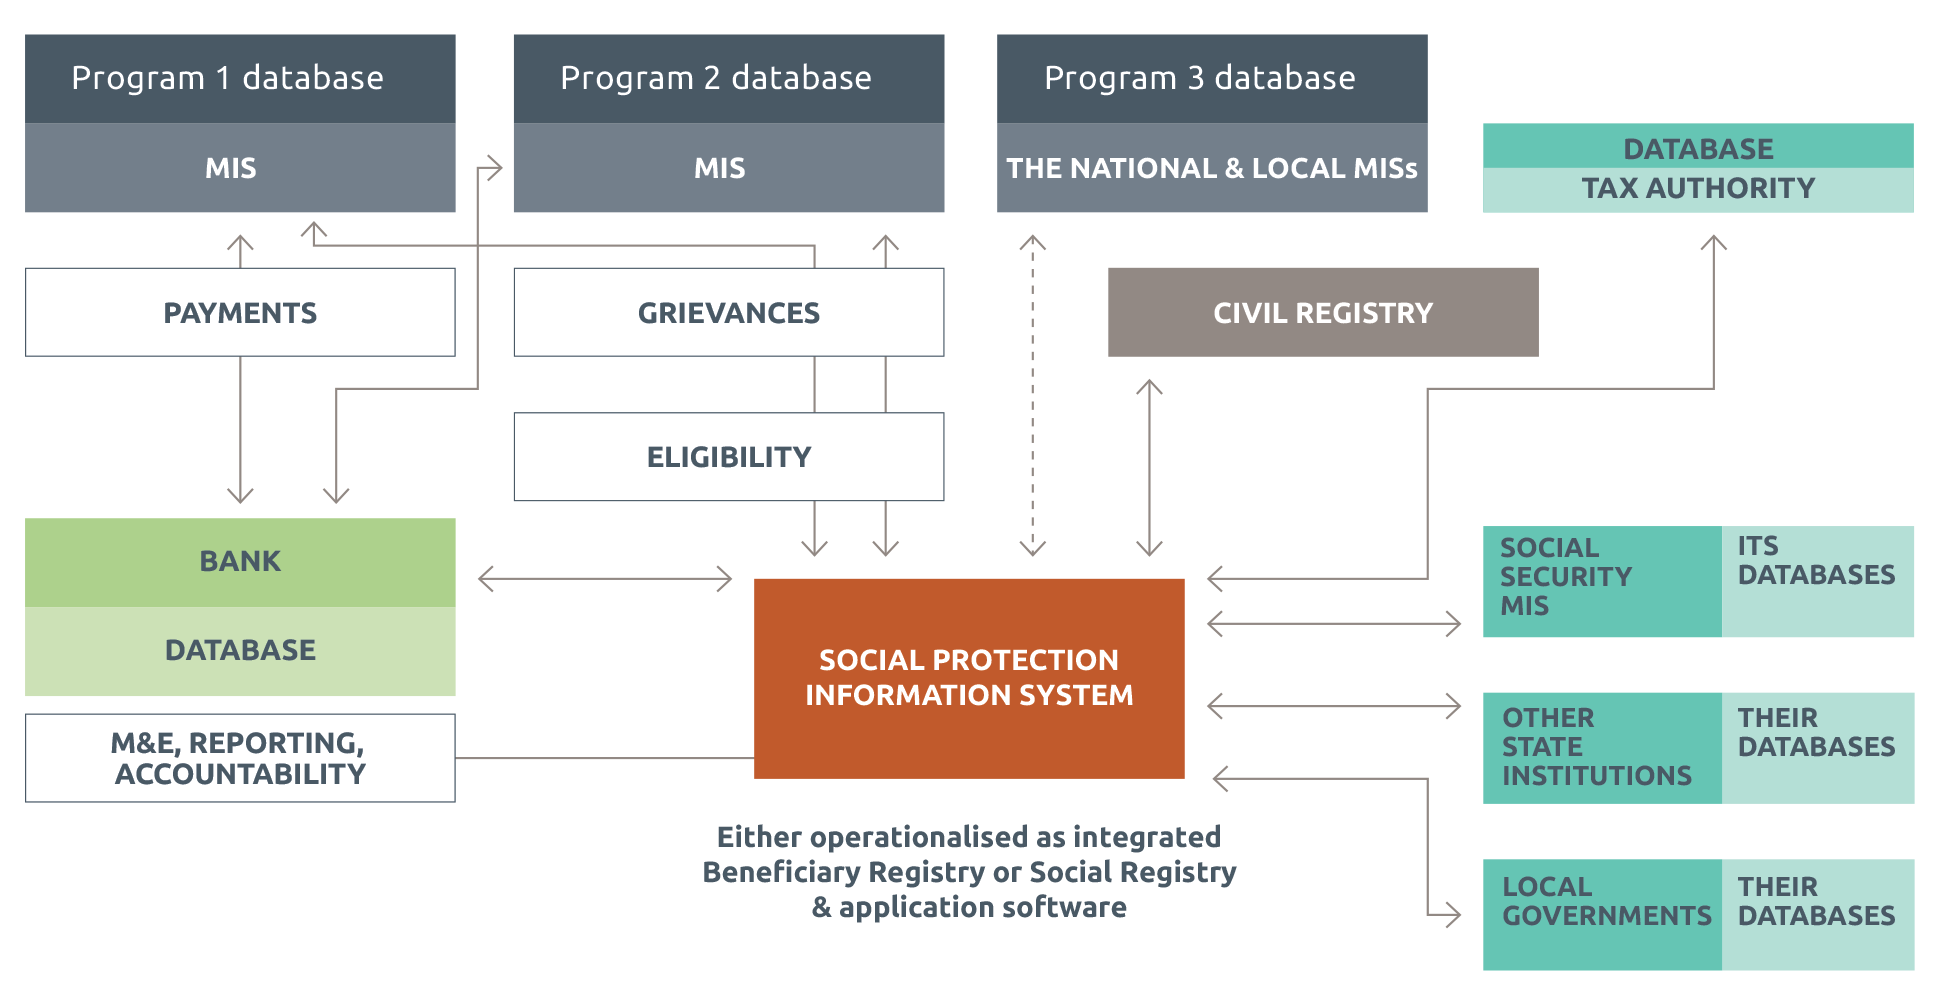 Program 1 database
MIS
Program 2 database
MIS
Program 3 database
THE NATIONAL & LOCAL MISs
DATABASE
TAX AUTHORITY
PAYMENTS
GRIEVANCES
CIVIL REGISTRY
ELIGIBILITY
BANK
DATABASE
M&E, REPORTING,
ACCOUNTABILITY
SOCIAL PROTECTION
INFORMATION SYSTEM
Either operationalised as integrated
Beneficiary Registry or Social Registry
& application software
SOCIAL
SECURITY
MIS
ITS
DATABASES
OTHER
STATE
INSTITUTIONS
THEIR
DATABASES
LOCAL
GOVERNMENTS
THEIR
DATABASES